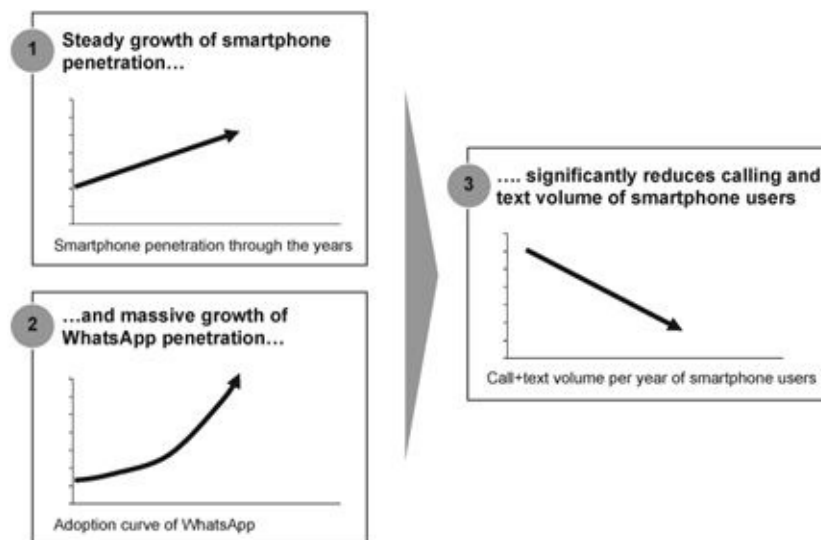 1
Steady growth of smartphone
penetration…
Smartphone penetration through the years
2
…and massive growth of
WhatsApp penetration…
Adoption curve of WhatsApp
3
…. significantly reduces calling and
text volume of smartphone users
Call+text volume per year of smartphone users